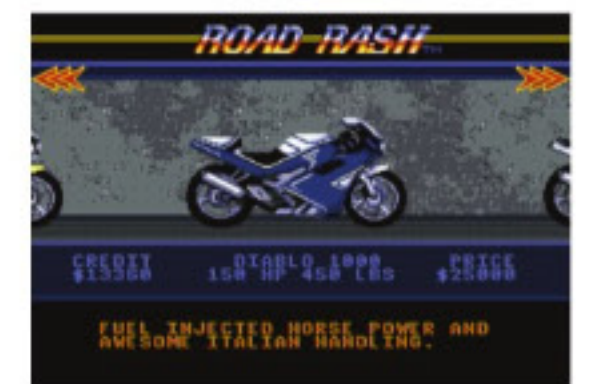 ROAD RASH™
CREDIT DIABLO 1000 PRICE
$13360 150 HP 450 LBS $25000
FUEL INJECTED HORSE POWER AND
AWESOME ITALIAN HANDLING.